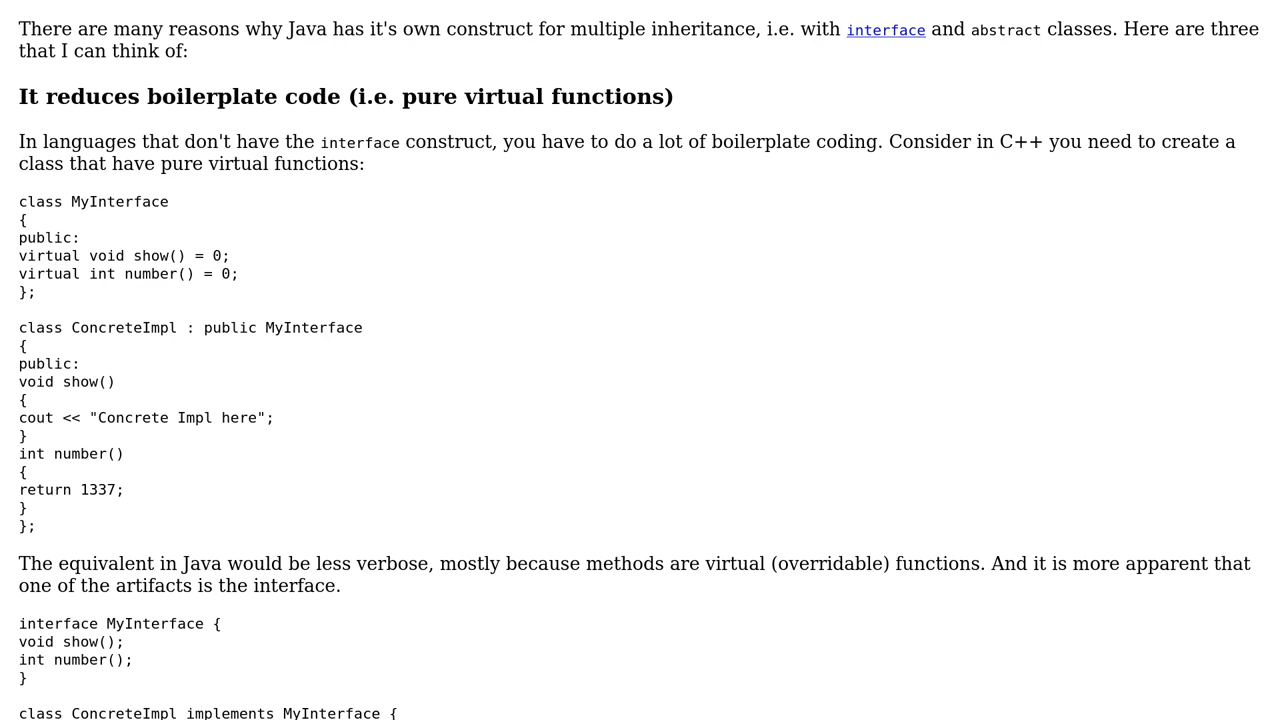 There are many reasons why Java has it's own construct for multiple inheritance, i.e. with interface and abstract classes. Here are three
that I can think of:
It reduces boilerplate code (i.e. pure virtual functions)
In languages that don't have the interface construct, you have to do a lot of boilerplate coding. Consider in C++ you need to create a
class that have pure virtual functions:
class MyInterface
{
public:
virtual void show() = 0;
virtual int number() = 0;
};
class ConcreteImpl : public MyInterface
{
public:
void show()
{
cout << "Concrete Impl here";
}
int number()
{
return 1337;
}
};
The equivalent in Java would be less verbose, mostly because methods are virtual (overridable) functions. And it is more apparent that
one of the artifacts is the interface.
interface MyInterface {
void show();
int number();
}
class ConcreteImpl implements MyInterface {